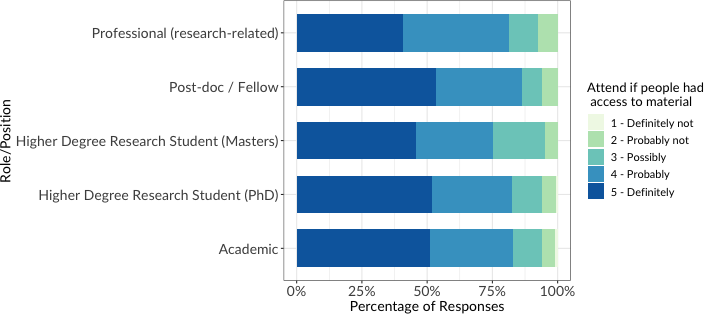 Role/Position
Professional (research-related)
Post-doc / Fellow
Higher Degree Research Student (Masters)
Higher Degree Research Student (PhD)
Academic
0%
25%
50%
75%
100%
Percentage of Responses
Attend if people had
access to material
1 - Definitely not
2 - Probably not
3 - Possibly
4 - Probably
5 - Definitely